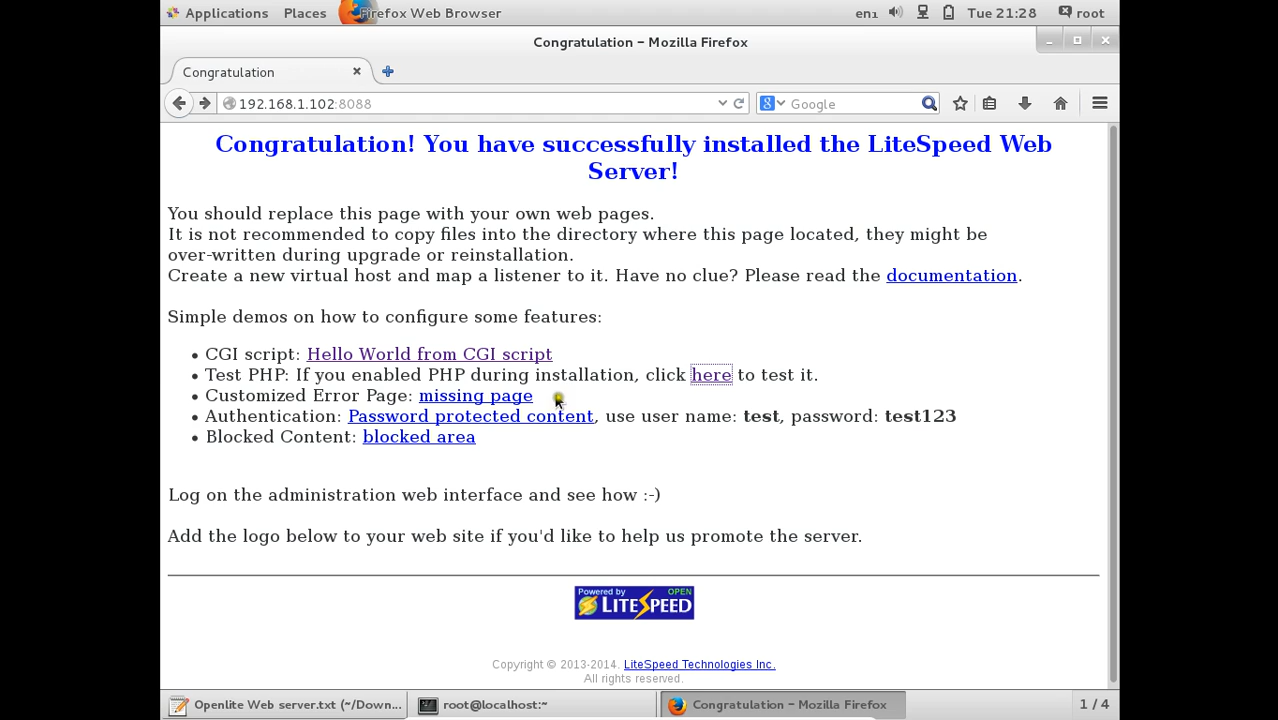 Applications Places Firefox Web Browser en1 Tue 21:28 root
Congratulation - Mozilla Firefox
Congratulation
192.168.1.102:8088 Google
Congratulation! You have successfully installed the LiteSpeed Web
Server!
You should replace this page with your own web pages.
It is not recommended to copy files into the directory where this page located, they might be
over-written during upgrade or reinstallation.
Create a new virtual host and map a listener to it. Have no clue? Please read the documentation.
Simple demos on how to configure some features:
• CGI script: Hello World from CGI script
• Test PHP: If you enabled PHP during installation, click here to test it.
• Customized Error Page: missing page
• Authentication: Password protected content, use user name: test, password: test123
• Blocked Content: blocked area
Log on the administration web interface and see how :-)
Add the logo below to your web site if you'd like to help us promote the server.
Powered by OPEN
LITESPEED
Copyright © 2013-2014. LiteSpeed Technologies Inc.
All rights reserved.
Openlite Web server.txt (~/Down... root@localhost:~ Congratulation - Mozilla Firefox 1 / 4